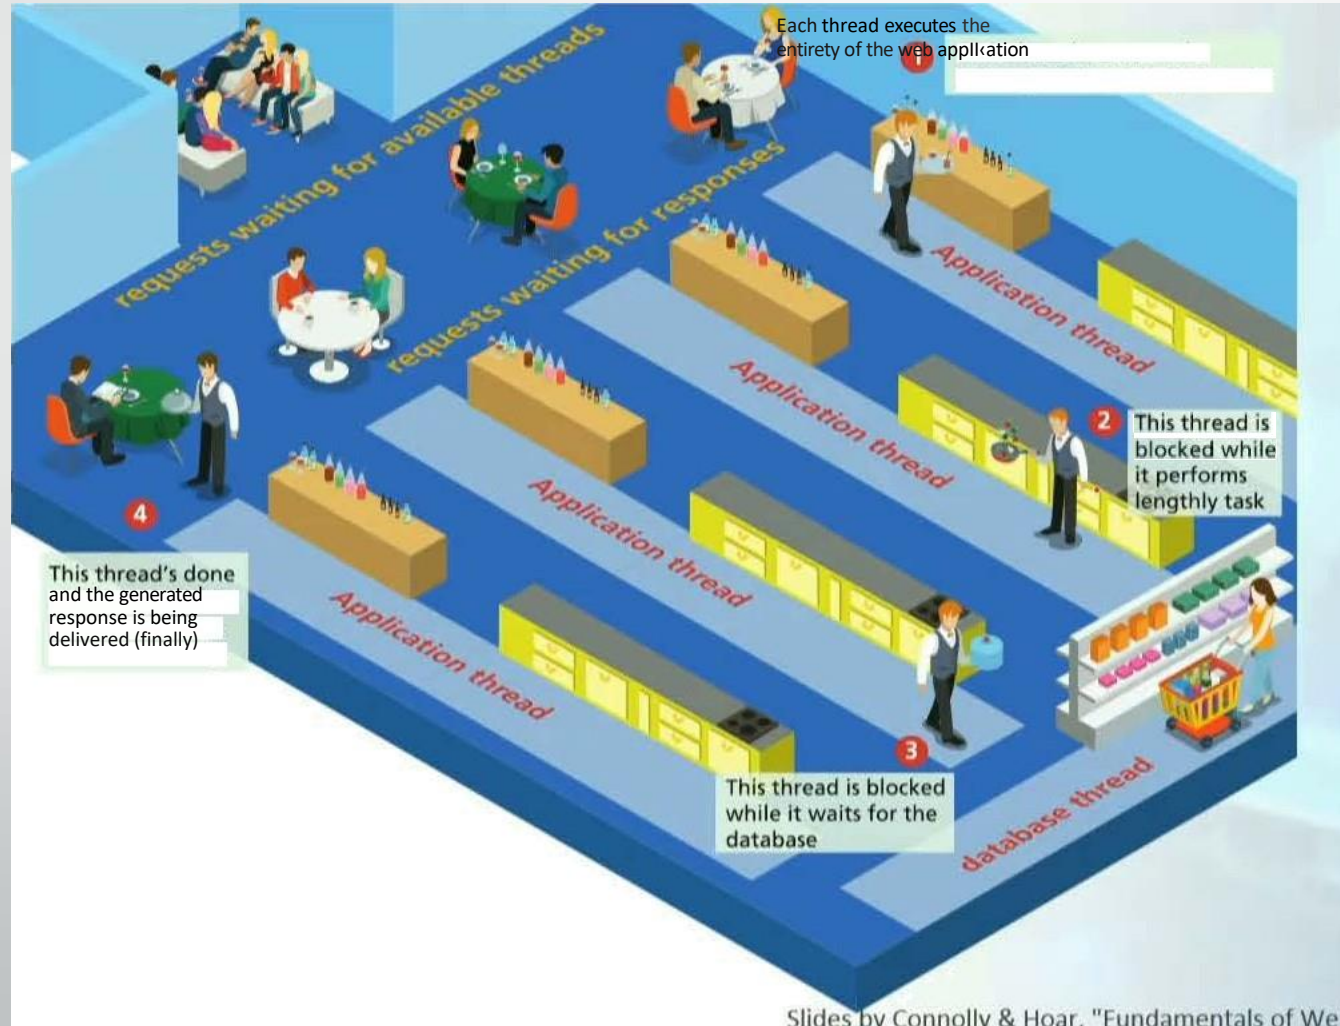 Each thread executes the
entirety of the web applIkation
1
requests waiting for available threads
requests waiting for responses
Application thread
Application thread
2
This thread is
blocked while
it performs
lengthly task
Application thread
Application thread
4
This thread's done
and the generated
response is being
delivered (finally)
3
This thread is blocked
while it waits for the
database
database thread
Slides by Connolly & Hoar, "Fundamentals of We